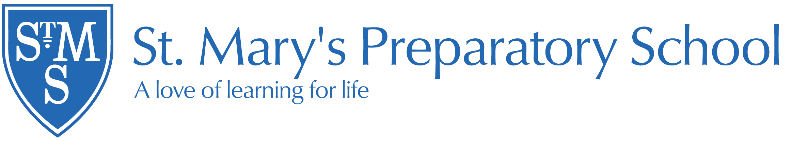 STM
S
St. Mary's Preparatory School
A love of learning for life